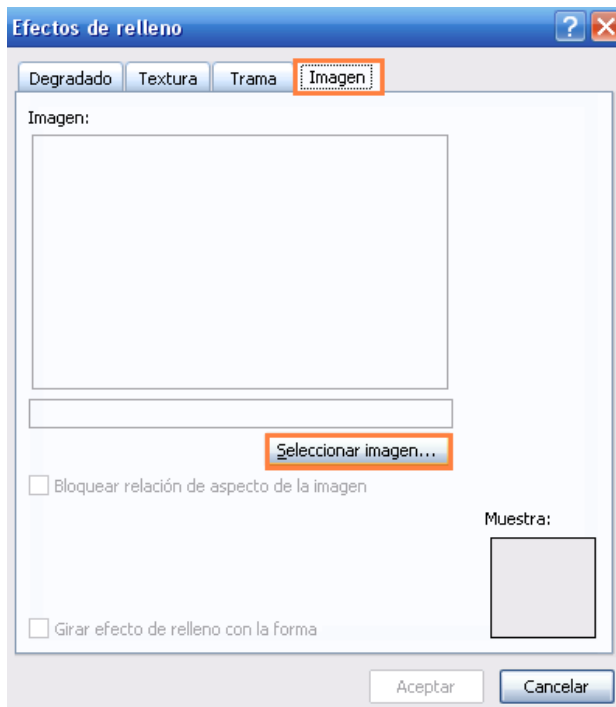 Efectos de relleno
Degradado Textura Trama Imagen
Imagen:
Seleccionar imagen...
Bloquear relación de aspecto de la imagen
Muestra:
Girar efecto de relleno con la forma
Aceptar Cancelar